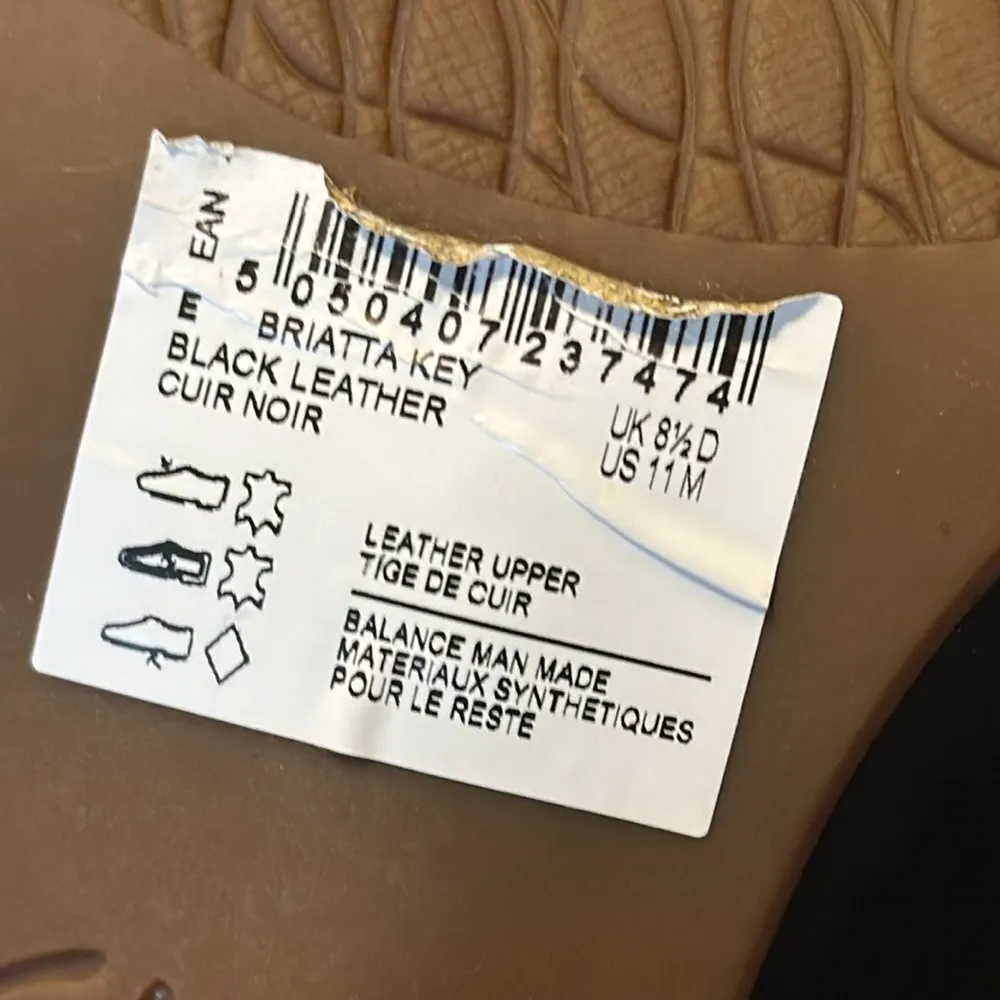 EAN
5 050407 237474
E BRIATTA KEY
BLACK LEATHER
CUIR NOIR
UK 8½ D
US 11 M
LEATHER UPPER
TIGE DE CUIR
BALANCE MAN MADE
MATERIAUX SYNTHETIQUES
POUR LE RESTE